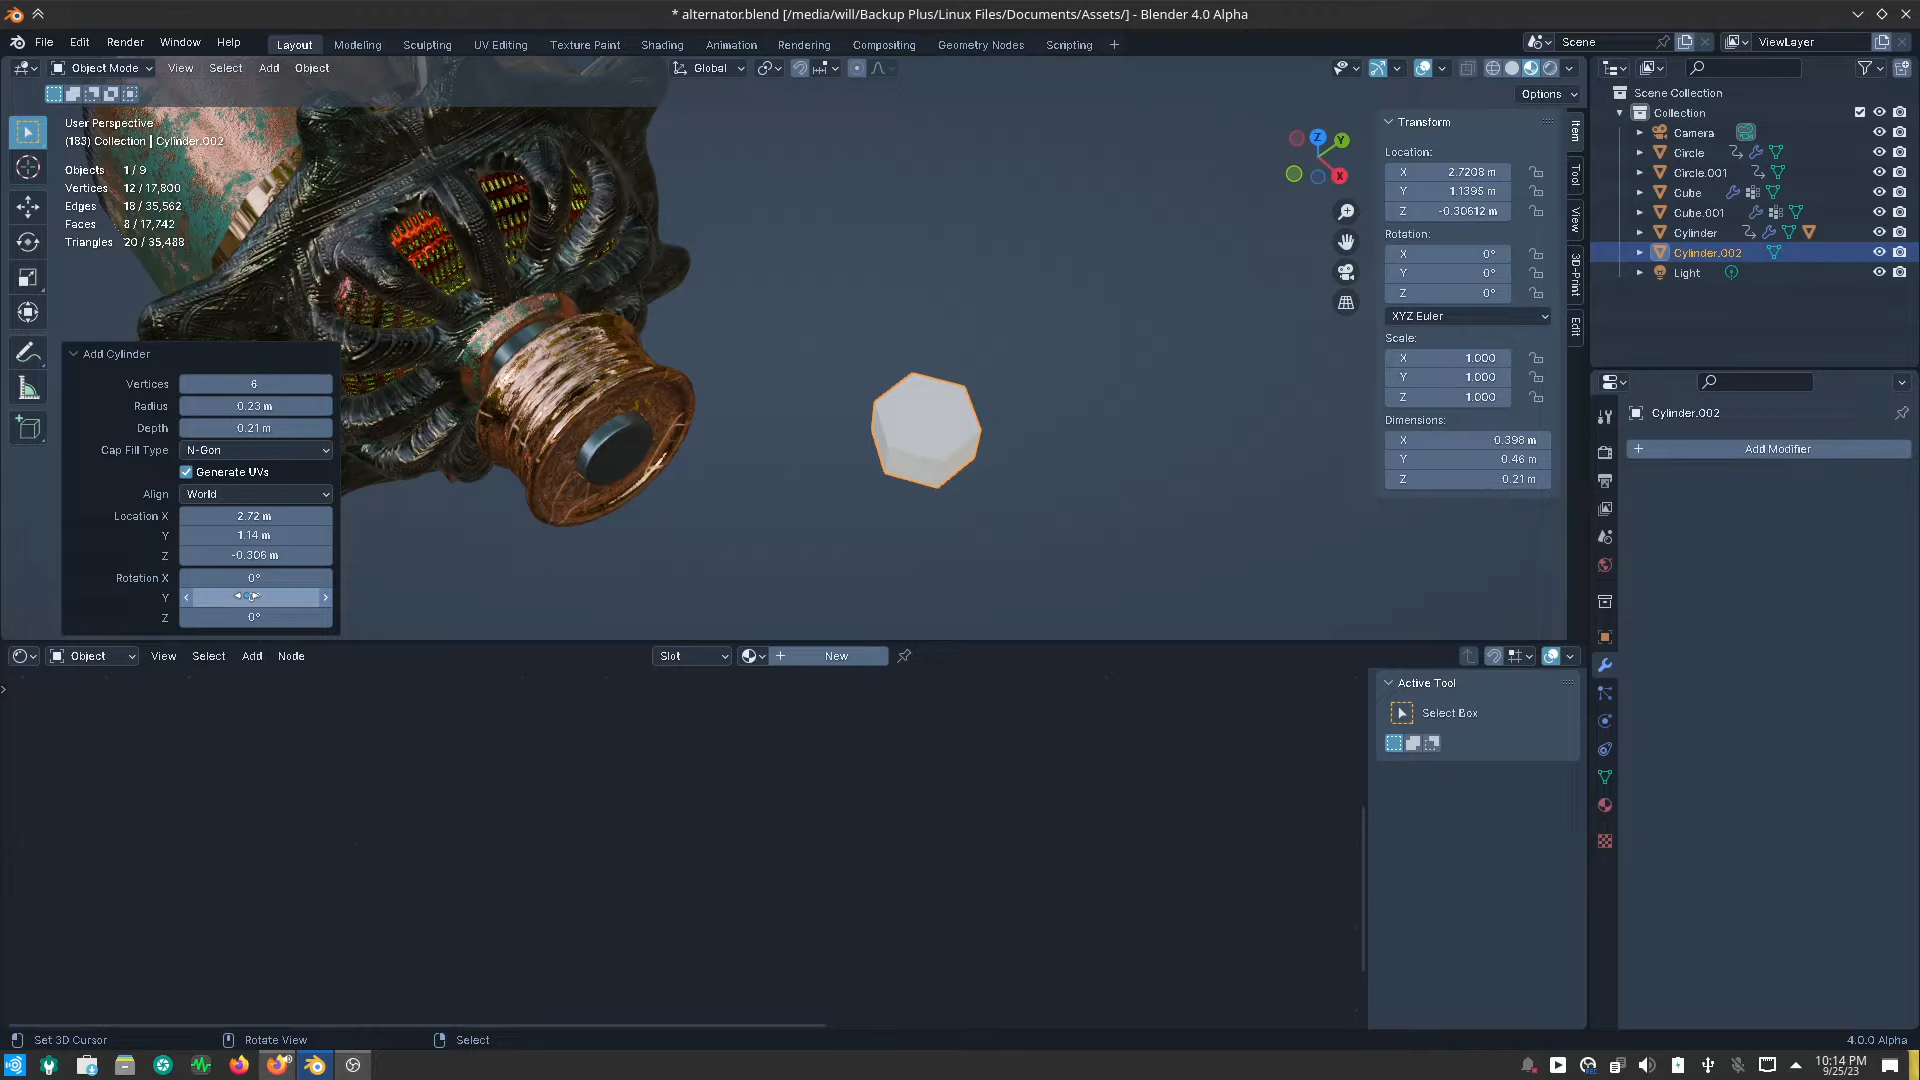 * alternator.blend [/media/will/Backup Plus/Linux Files/Documents/Assets/] - Blender 4.0 Alpha
File Edit Render Window Help Layout Modeling Sculpting UV Editing Texture Paint Shading Animation Rendering Compositing Geometry Nodes Scripting + Scene ViewLayer
Object Mode View Select Add Object Global
Options
User Perspective
(183) Collection | Cylinder.002
Objects 1 / 9
Vertices 12 / 17,800
Edges 18 / 35,562
Faces 8 / 17,742
Triangles 20 / 35,488
Add Cylinder
Vertices 6
Radius 0.23 m
Depth 0.21 m
Cap Fill Type N-Gon
Generate UVs
Align World
Location X 2.72 m
Y 1.14 m
Z -0.306 m
Rotation X 0°
Y
Z 0°
Z
Y
X
Transform
Location:
X 2.7208 m
Y 1.1395 m
Z -0.30612 m
Rotation:
X 0°
Y 0°
Z 0°
XYZ Euler
Scale:
X 1.000
Y 1.000
Z 1.000
Dimensions:
X 0.398 m
Y 0.46 m
Z 0.21 m
Item
Tool
View
3D-Print
Edit
Scene Collection
Collection
Camera
Circle
Circle.001
Cube
Cube.001
Cylinder
Cylinder.002
Light
Cylinder.002
+ Add Modifier
Object View Select Add Node Slot + New
Active Tool
Select Box
Set 3D Cursor Rotate View Select 4.0.0 Alpha
10:14 PM
9/25/23